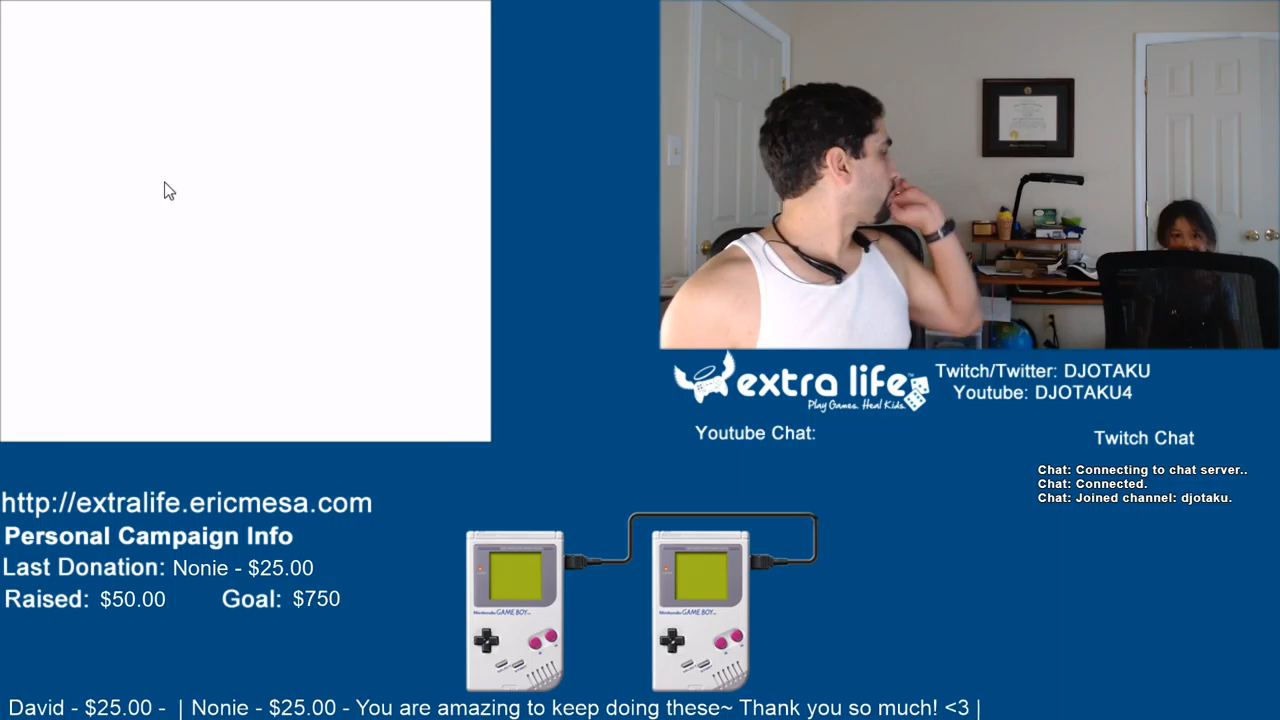 extra life
Play Games. Heal Kids.
Twitch/Twitter: DJOTAKU
Youtube: DJOTAKU4
Youtube Chat:
Twitch Chat
Chat: Connecting to chat server..
Chat: Connected.
Chat: Joined channel: djotaku.
http://extralife.ericmesa.com
Personal Campaign Info
Last Donation: Nonie - $25.00
Raised: $50.00 Goal: $750
Nintendo GAME BOY
Nintendo GAME BOY
David - $25.00 - | Nonie - $25.00 - You are amazing to keep doing these~ Thank you so much! <3 |